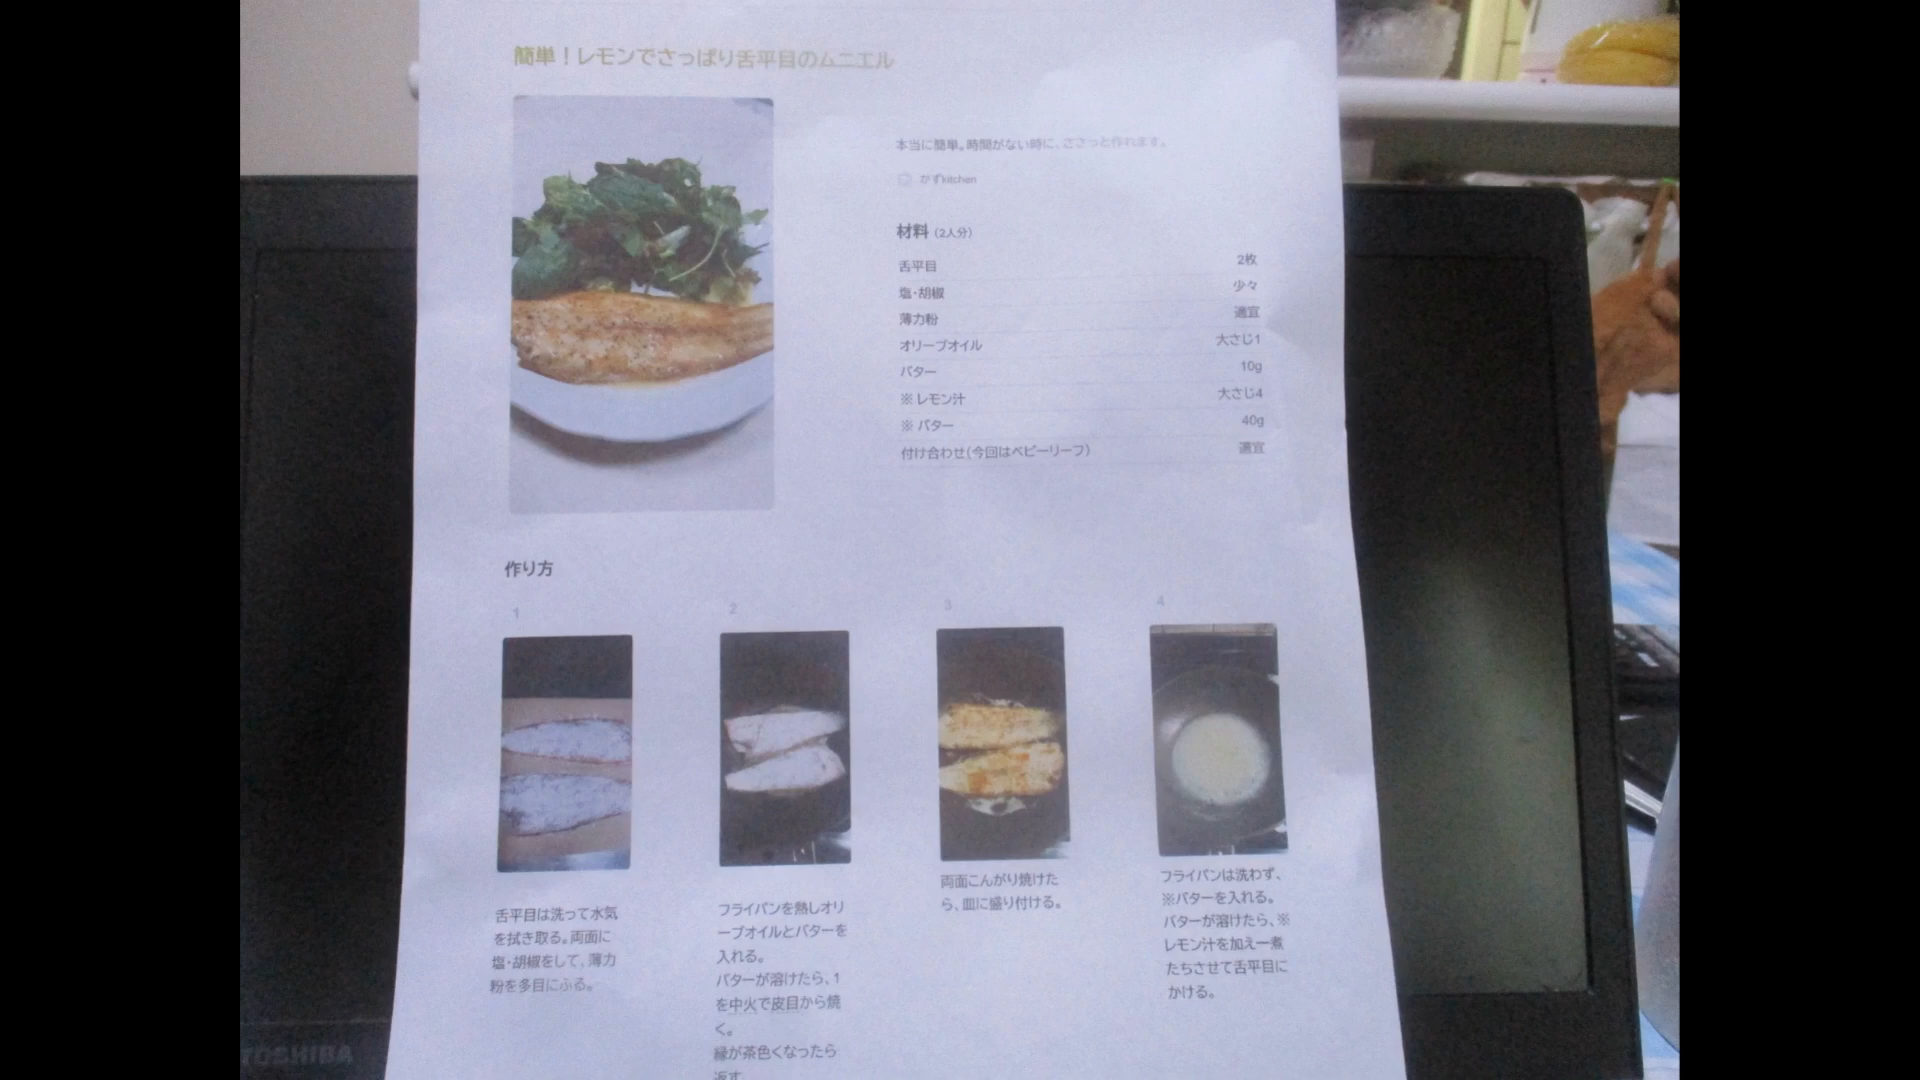 簡単！レモンでさっぱり舌平目のムニエル
本当に簡単。時間がない時に、ささっと作れます。
かずkitchen
材料 (2人分)
舌平目 2枚
塩・胡椒 少々
薄力粉 適宜
オリーブオイル 大さじ1
バター 10g
※ レモン汁 大さじ4
※ バター 40g
付け合わせ(今回はベビーリーフ) 適宜
作り方
1
舌平目は洗って水気
を拭き取る。両面に
塩・胡椒をして、薄力
粉を多目にふる。
2
フライパンを熱しオリ
ーブオイルとバターを
入れる。
バターが溶けたら、1
を中火で皮目から焼
く。
縁が茶色くなったら
返す
3
両面こんがり焼けた
ら、皿に盛り付ける。
4
フライパンは洗わず、
※バターを入れる。
バターが溶けたら、※
レモン汁を加え一煮
たちさせて舌平目に
かける。
TOSHIBA